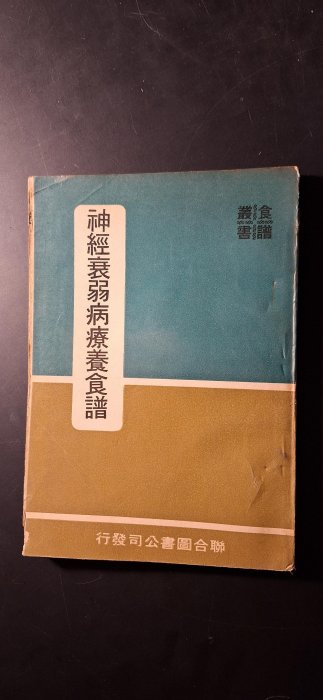 食譜
叢書
神經衰弱病療養食譜
聯合圖書公司發行